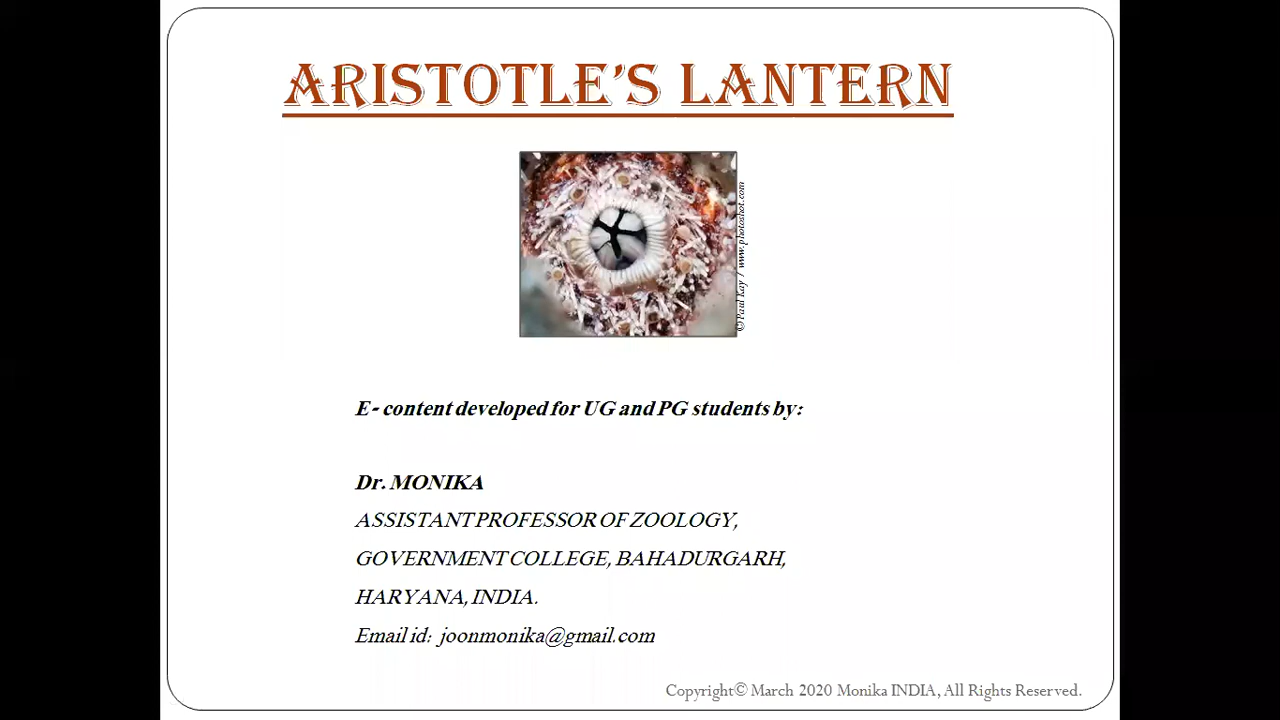 ARISTOTLE'S LANTERN
© Paul Kay / www.photoshot.com
E- content developed for UG and PG students by:
Dr. MONIKA
ASSISTANT PROFESSOR OF ZOOLOGY,
GOVERNMENT COLLEGE, BAHADURGARH,
HARYANA, INDIA.
Email id: joonmonika@gmail.com
Copyright© March 2020 Monika INDIA, All Rights Reserved.